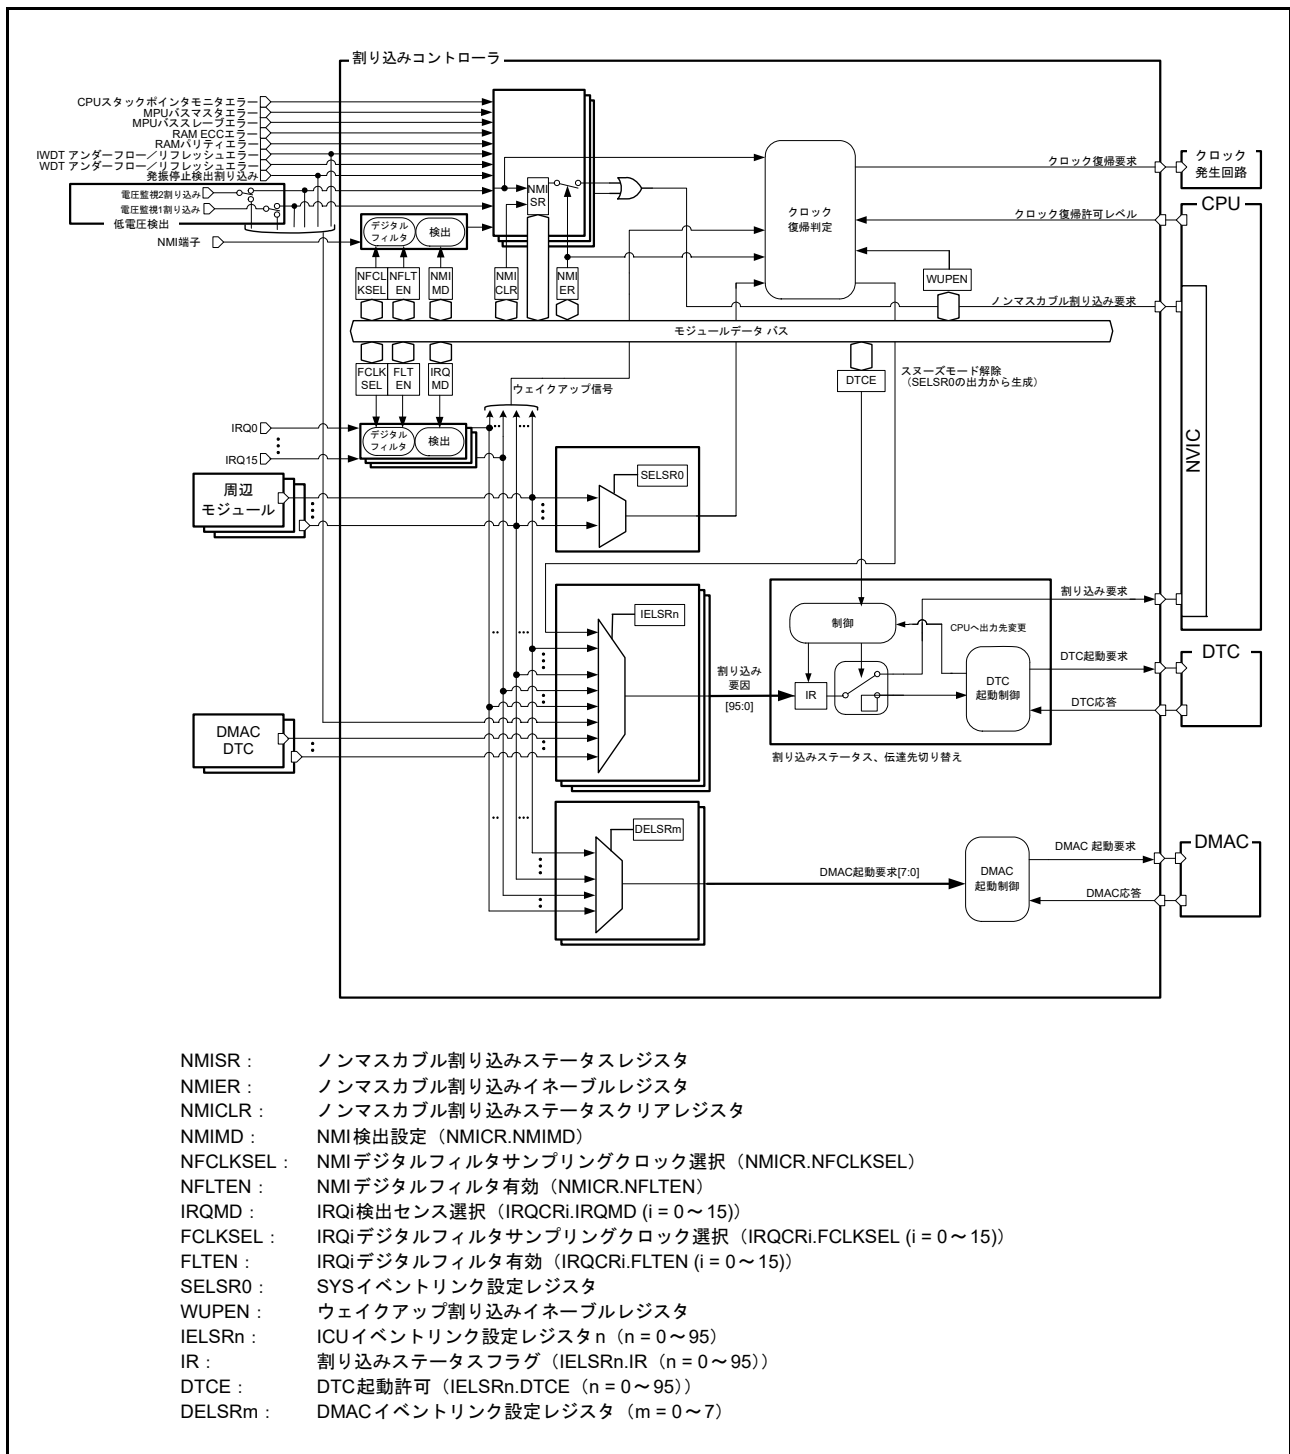 割り込みコントローラ
CPUスタックポインタモニタエラー
MPUバスマスタエラー
MPUバススレーブエラー
RAM ECCエラー
RAMパリティエラー
IWDT アンダーフロー／リフレッシュエラー
WDT アンダーフロー／リフレッシュエラー
発振停止検出割り込み
電圧監視2割り込み
電圧監視1割り込み
低電圧検出
NMI端子
デジタル
フィルタ
検出
NMI
SR
NFCL
KSEL
NFLT
EN
NMI
MD
NMI
CLR
NMI
ER
クロック
復帰判定
WUPEN
クロック復帰要求
クロック
発生回路
クロック復帰許可レベル
CPU
ノンマスカブル割り込み要求
NVIC
モジュールデータ バス
FCLK
SEL
FLT
EN
IRQ
MD
ウェイクアップ信号
DTCE
スヌーズモード解除
（SELSR0の出力から生成）
IRQ0
IRQ15
デジタル
フィルタ
検出
周辺
モジュール
SELSR0
IELSRn
割り込み
要因
[95:0]
制御
IR
CPUへ出力先変更
DTC
起動制御
割り込み要求
DTC起動要求
DTC応答
DTC
割り込みステータス、伝達先切り替え
DMAC
DTC
DELSRm
DMAC起動要求[7:0]
DMAC
起動制御
DMAC 起動要求
DMAC応答
DMAC
NMISR： ノンマスカブル割り込みステータスレジスタ
NMIER： ノンマスカブル割り込みイネーブルレジスタ
NMICLR： ノンマスカブル割り込みステータスクリアレジスタ
NMIMD： NMI検出設定（NMICR.NMIMD）
NFCLKSEL： NMIデジタルフィルタサンプリングクロック選択（NMICR.NFCLKSEL）
NFLTEN： NMIデジタルフィルタ有効（NMICR.NFLTEN）
IRQMD： IRQi検出センス選択（IRQCRi.IRQMD (i = 0～15)）
FCLKSEL： IRQiデジタルフィルタサンプリングクロック選択（IRQCRi.FCLKSEL (i = 0～15)）
FLTEN： IRQiデジタルフィルタ有効（IRQCRi.FLTEN (i = 0～15)）
SELSR0： SYSイベントリンク設定レジスタ
WUPEN： ウェイクアップ割り込みイネーブルレジスタ
IELSRn： ICUイベントリンク設定レジスタn（n = 0～95）
IR： 割り込みステータスフラグ（IELSRn.IR（n = 0～95））
DTCE： DTC起動許可（IELSRn.DTCE（n = 0～95））
DELSRm： DMACイベントリンク設定レジスタ（m = 0～7）